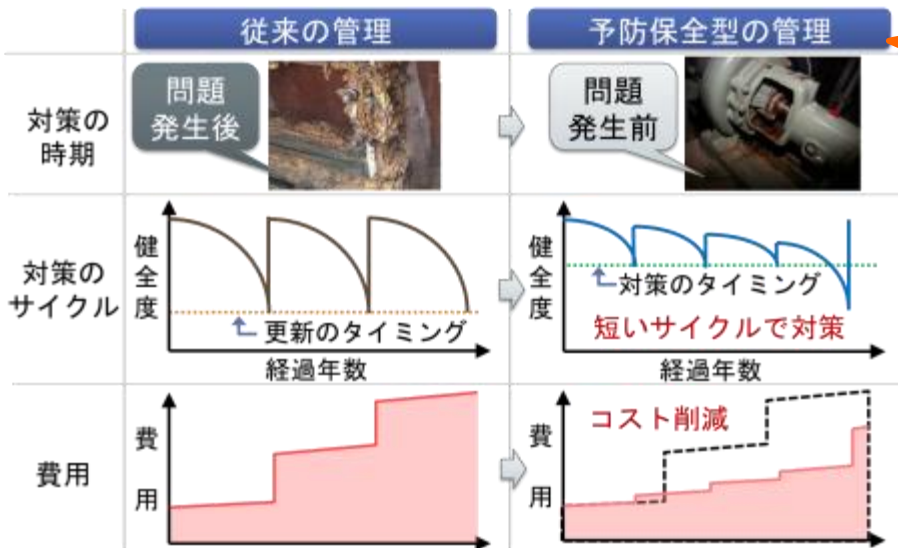 従来の管理
予防保全型の管理
対策の
時期
問題
発生後
問題
発生前
対策の
サイクル
健全度
更新のタイミング
経過年数
健全度
対策のタイミング
短いサイクルで対策
経過年数
費用
費用
費用
コスト削減